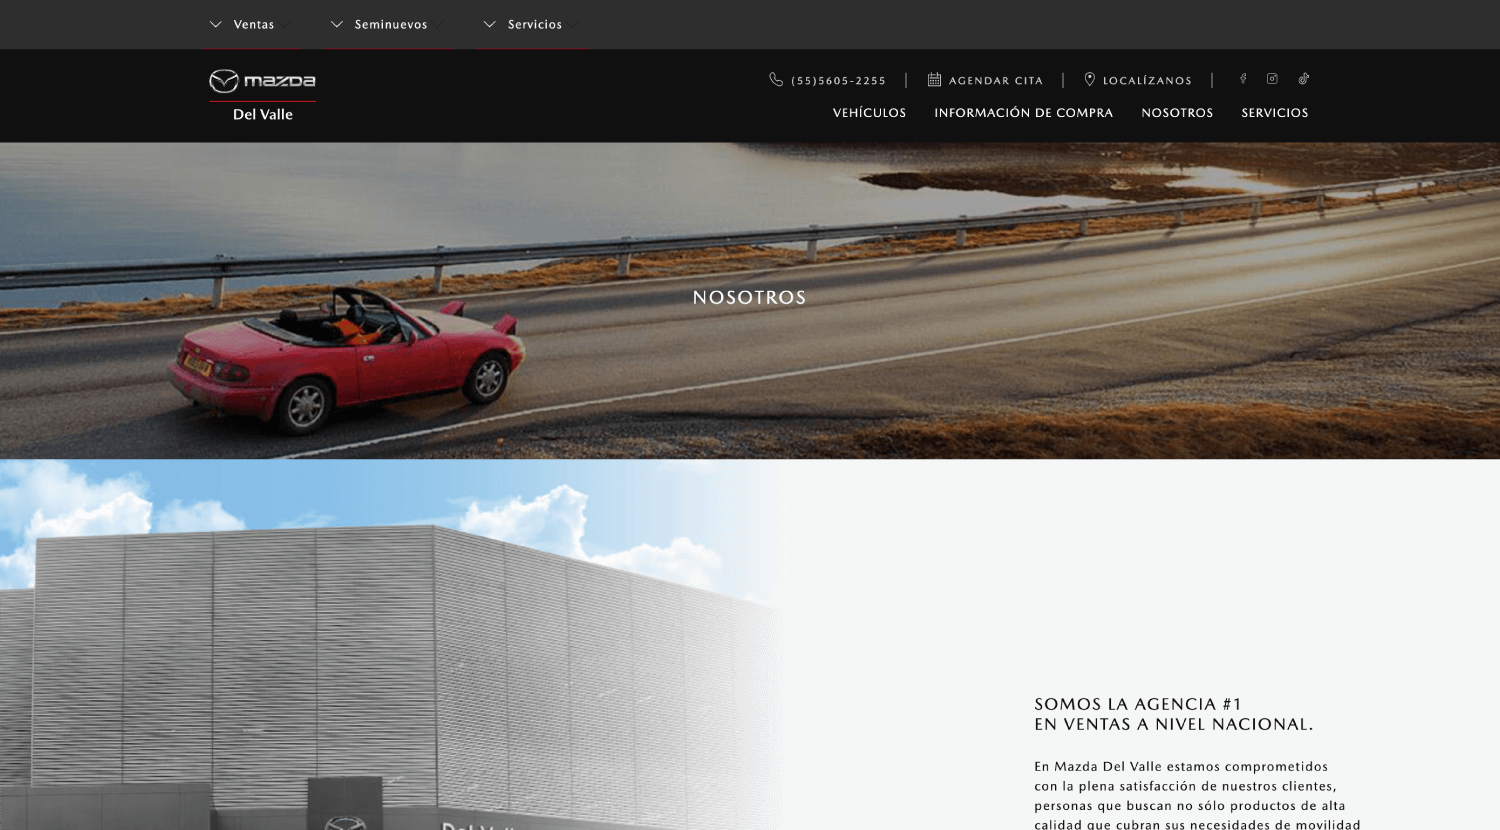 Ventas
Seminuevos
Servicios
mazda
Del Valle
(55)5605-2255
AGENDAR CITA
LOCALÍZANOS
VEHÍCULOS
INFORMACIÓN DE COMPRA
NOSOTROS
SERVICIOS
NOSOTROS
SOMOS LA AGENCIA #1
EN VENTAS A NIVEL NACIONAL.
En Mazda Del Valle estamos comprometidos
con la plena satisfacción de nuestros clientes,
personas que buscan no sólo productos de alta
calidad que cubran sus necesidades de movilidad